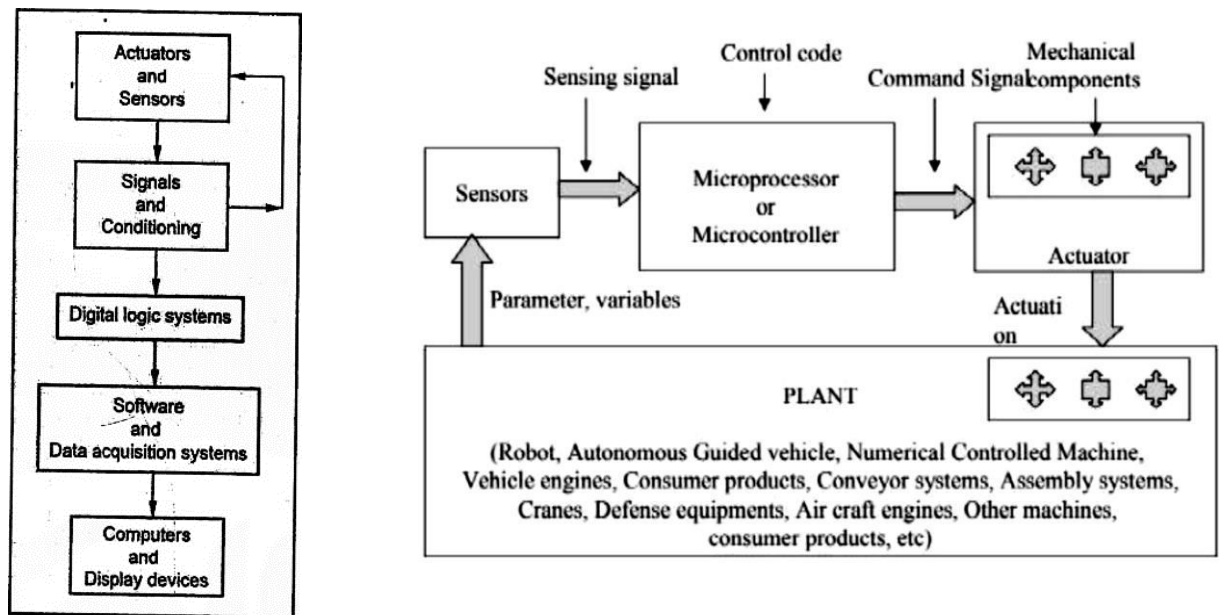 Actuators
and
Sensors
Signals
and
Conditioning
Digital logic systems
Software
and
Data acquisition systems
Computers
and
Display devices
Sensing signal
Control code
Command Signal
Mechanical
components
Sensors
Microprocessor
or
Microcontroller
Actuator
Parameter, variables
Actuati
on
PLANT
(Robot, Autonomous Guided vehicle, Numerical Controlled Machine,
Vehicle engines, Consumer products, Conveyor systems, Assembly systems,
Cranes, Defense equipments, Air craft engines, Other machines,
consumer products, etc)